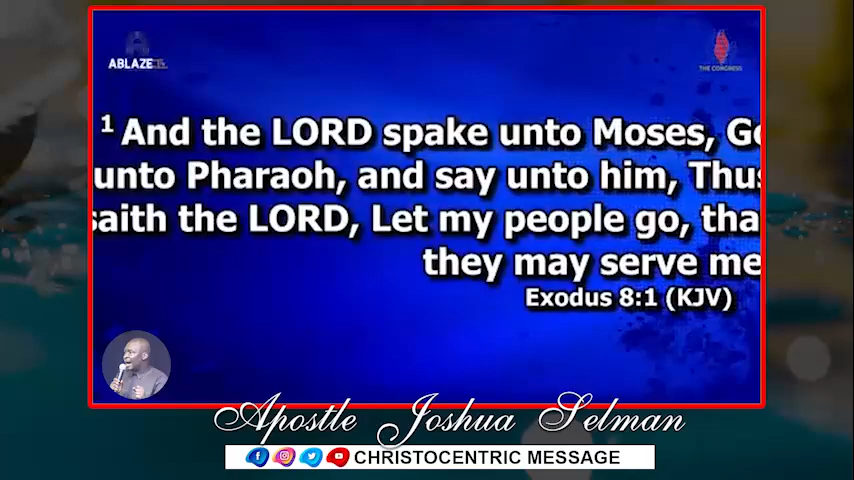 ABLAZE TV
THE CONGRESS
1 And the LORD spake unto Moses, Go
unto Pharaoh, and say unto him, Thus
saith the LORD, Let my people go, tha
they may serve me
Exodus 8:1 (KJV)
Apostle Joshua Selman
CHRISTOCENTRIC MESSAGE